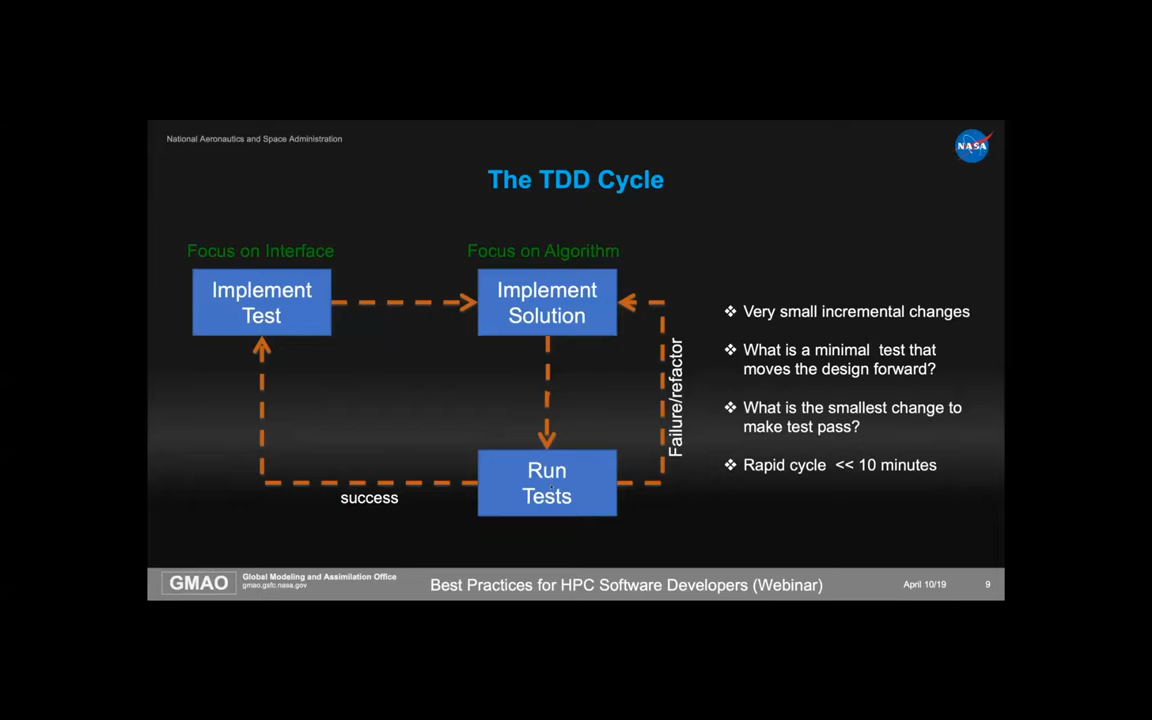 National Aeronautics and Space Administration
NASA
The TDD Cycle
Focus on Interface
Focus on Algorithm
Implement
Test
Implement
Solution
Failure/refactor
Run
Tests
success
❖ Very small incremental changes
❖ What is a minimal test that
moves the design forward?
❖ What is the smallest change to
make test pass?
❖ Rapid cycle << 10 minutes
GMAO
Global Modeling and Assimilation Office
gmao.gsfc.nasa.gov
Best Practices for HPC Software Developers (Webinar)
April 10/19
9